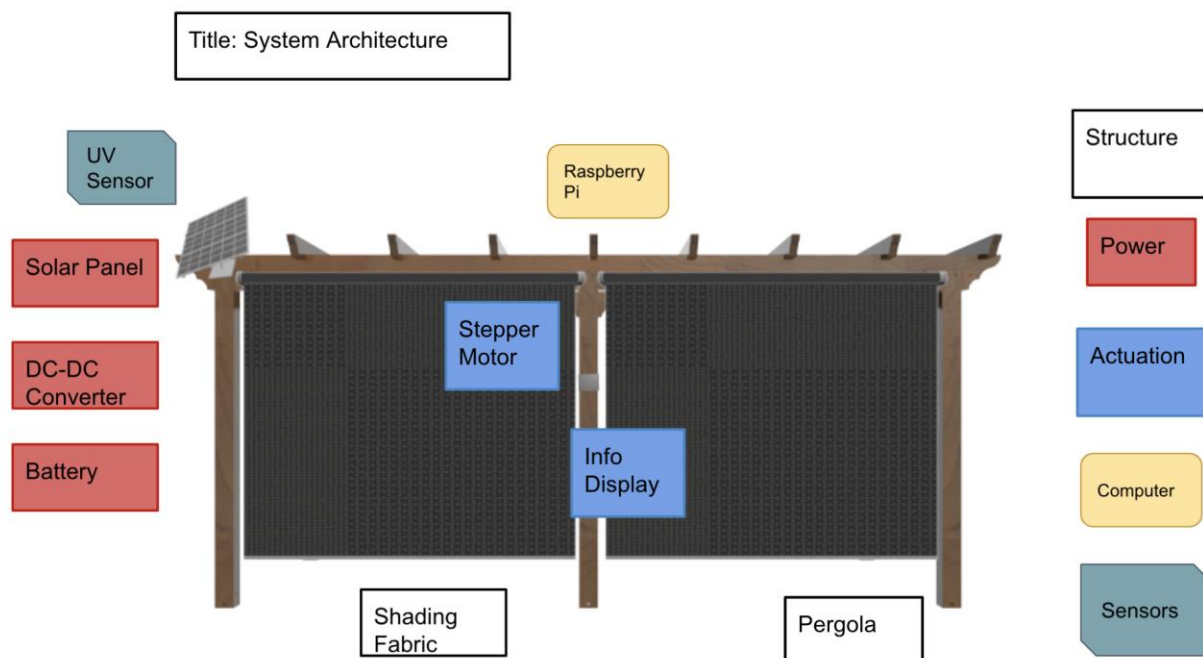 Title: System Architecture
UV
Sensor
Raspberry
Pi
Structure
Solar Panel
Power
Stepper
Motor
DC-DC
Converter
Actuation
Battery
Info
Display
Computer
Shading
Fabric
Pergola
Sensors